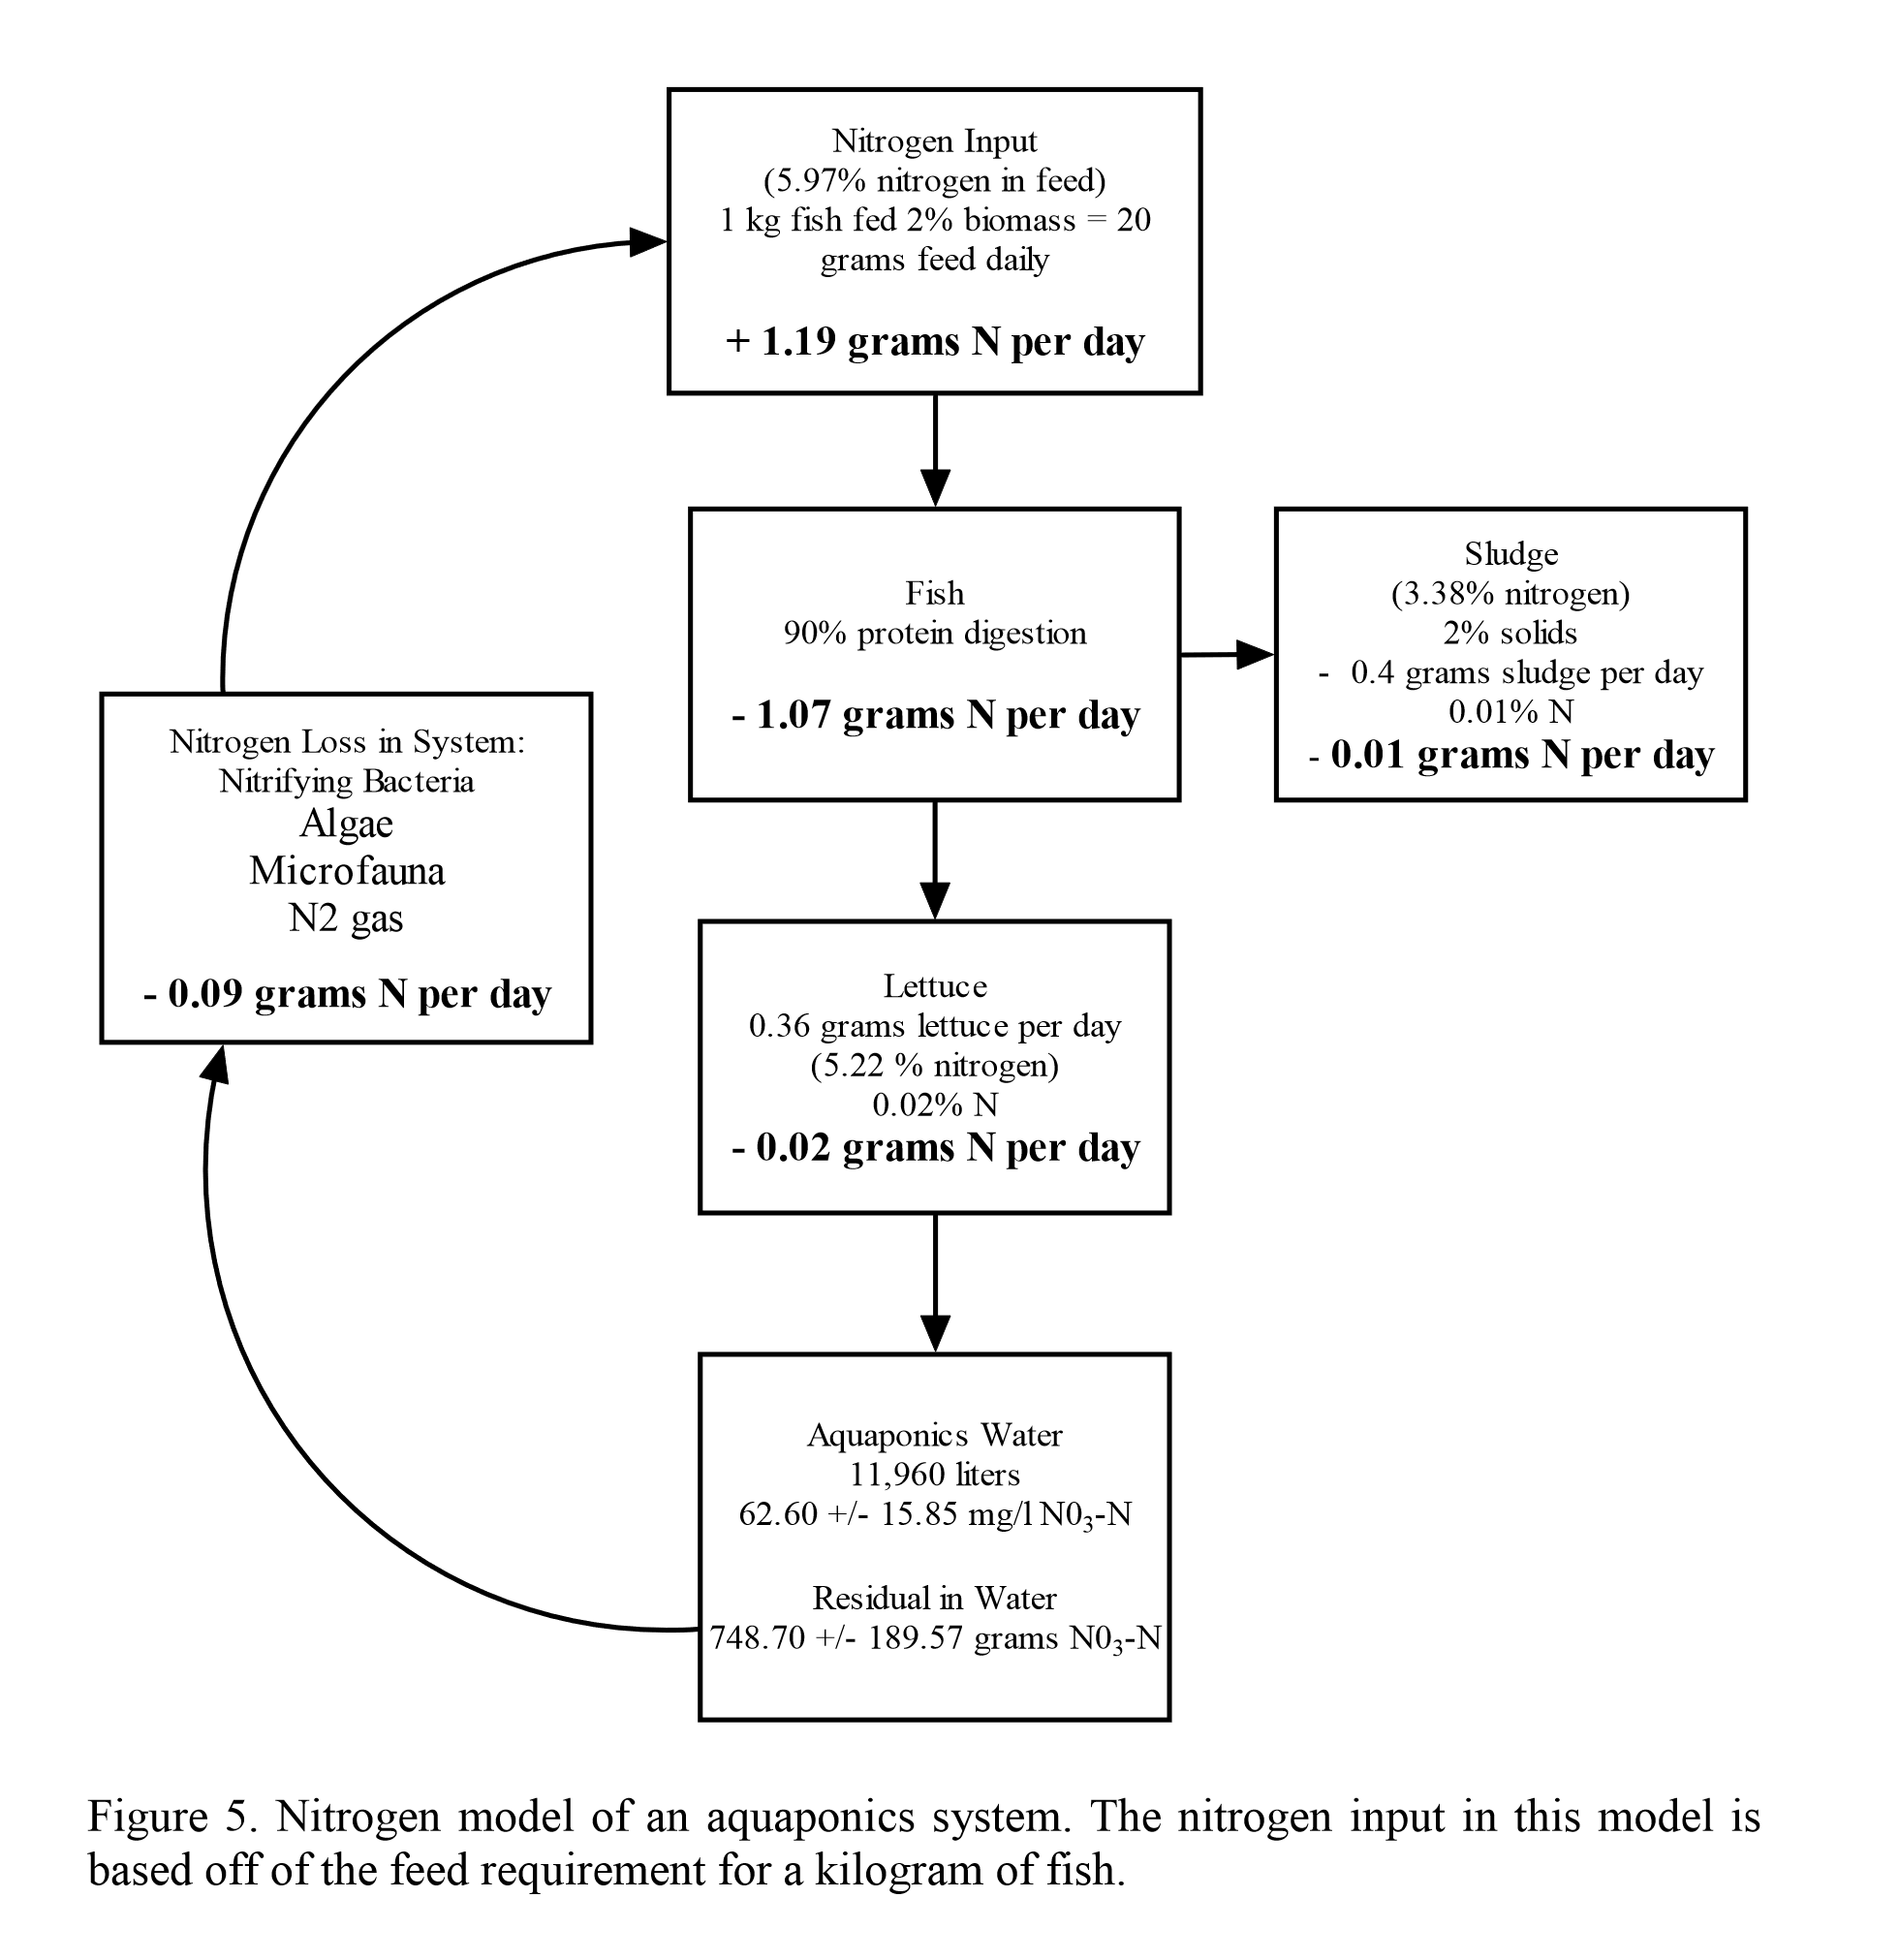 Nitrogen Input
(5.97% nitrogen in feed)
1 kg fish fed 2% biomass = 20
grams feed daily
+ 1.19 grams N per day
Fish
90% protein digestion
- 1.07 grams N per day
Sludge
(3.38% nitrogen)
2% solids
- 0.4 grams sludge per day
0.01% N
- 0.01 grams N per day
Nitrogen Loss in System:
Nitrifying Bacteria
Algae
Microfauna
N2 gas
- 0.09 grams N per day
Lettuce
0.36 grams lettuce per day
(5.22 % nitrogen)
0.02% N
- 0.02 grams N per day
Aquaponics Water
11,960 liters
62.60 +/- 15.85 mg/l N0₃-N
Residual in Water
748.70 +/- 189.57 grams N0₃-N
Figure 5. Nitrogen model of an aquaponics system. The nitrogen input in this model is
based off of the feed requirement for a kilogram of fish.